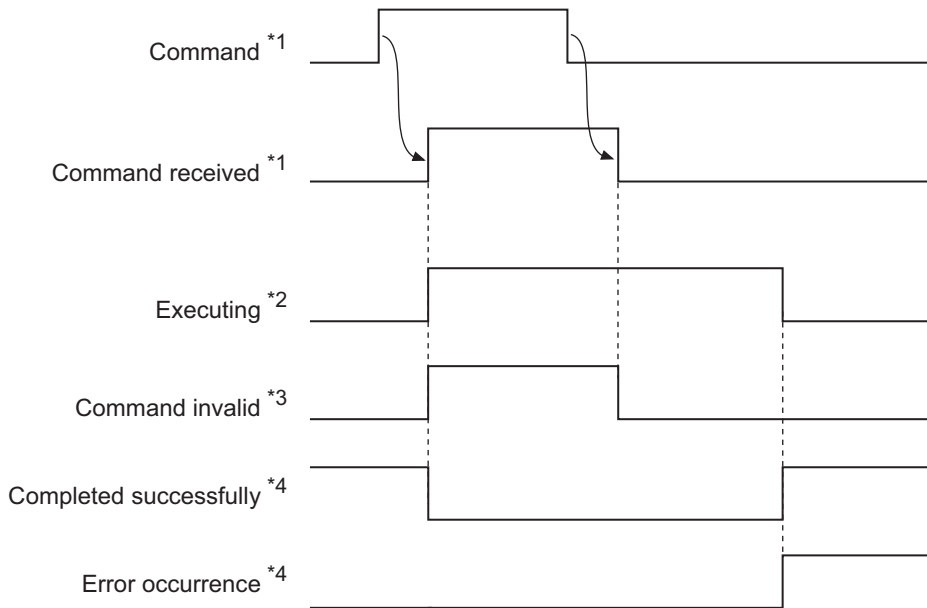 Command *1
Command received *1
Executing *2
Command invalid *3
Completed successfully *4
Error occurrence *4